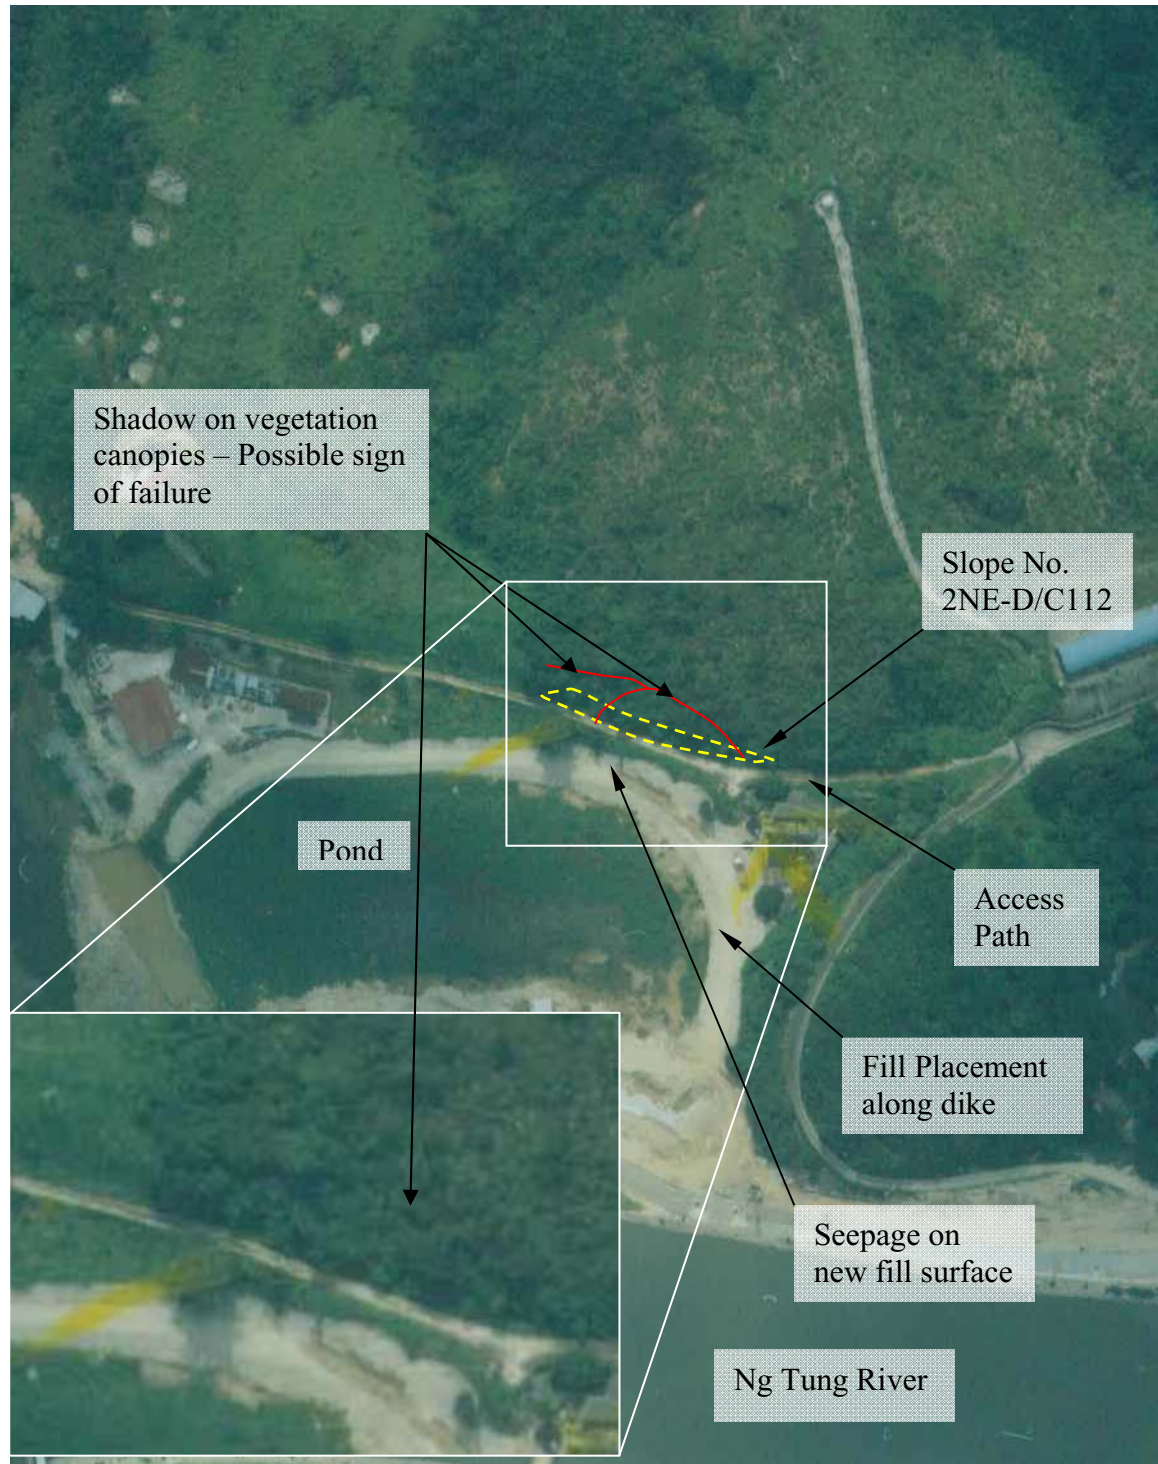 Shadow on vegetation
canopies – Possible sign
of failure
Slope No.
2NE-D/C112
Pond
Access
Path
Fill Placement
along dike
Seepage on
new fill surface
Ng Tung River